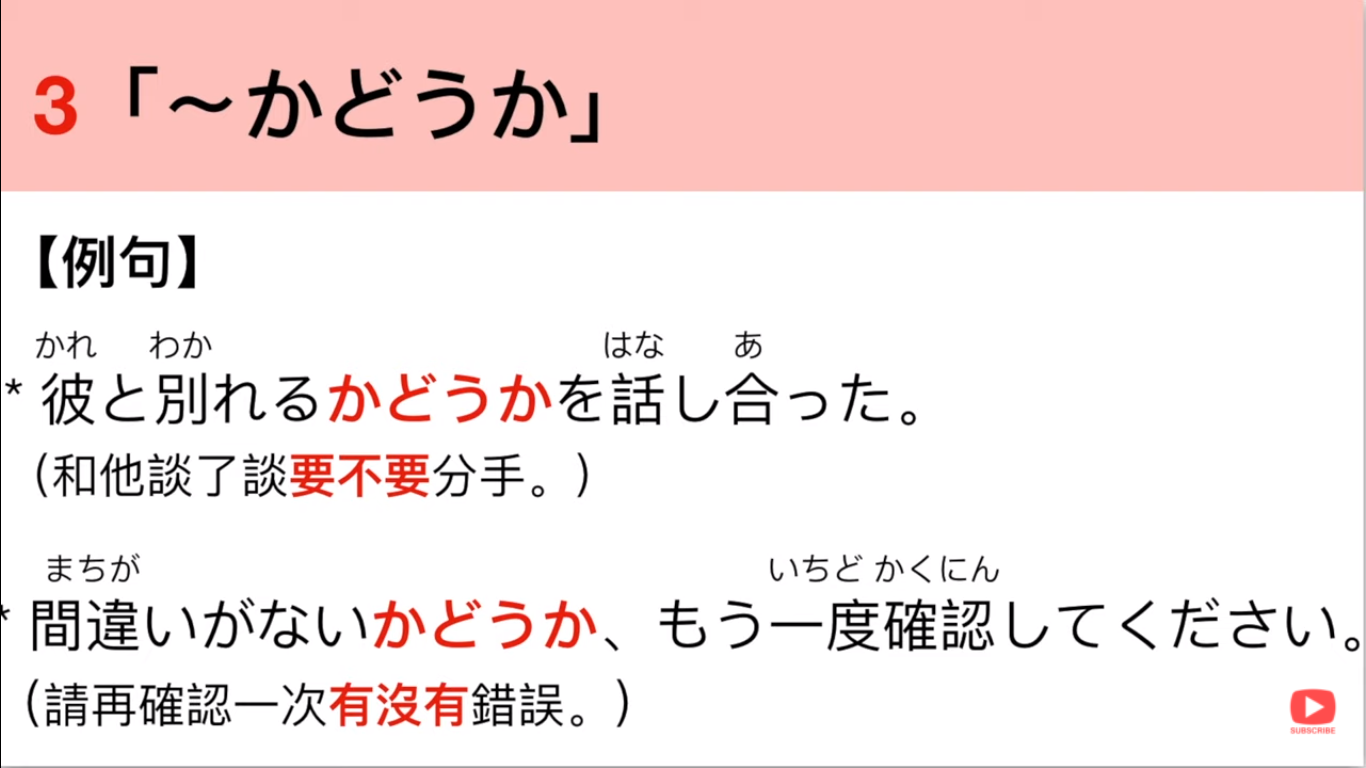 3「～かどうか」
【例句】
かれ わか はな あ
* 彼と別れるかどうかを話し合った。
（和他談了談要不要分手。）
まちが いちど かくにん
* 間違いがないかどうか、もう一度確認してください。
（請再確認一次有沒有錯誤。）
SUBSCRIBE